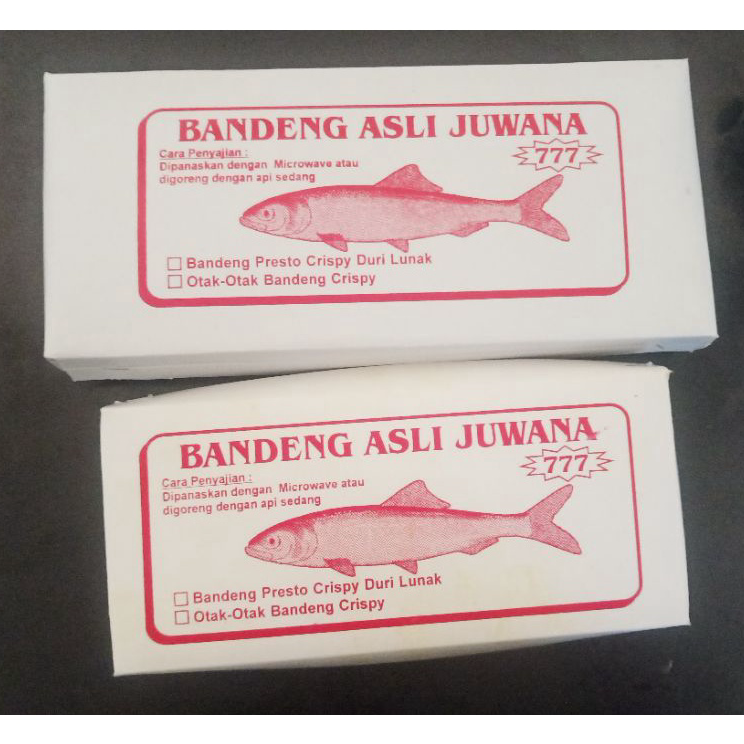 BANDENG ASLI JUWANA
777
Cara Penyajian :
Dipanaskan dengan Microwave atau
digoreng dengan api sedang
Bandeng Presto Crispy Duri Lunak
Otak-Otak Bandeng Crispy
BANDENG ASLI JUWANA
777
Cara Penyajian :
Dipanaskan dengan Microwave atau
digoreng dengan api sedang
Bandeng Presto Crispy Duri Lunak
Otak-Otak Bandeng Crispy